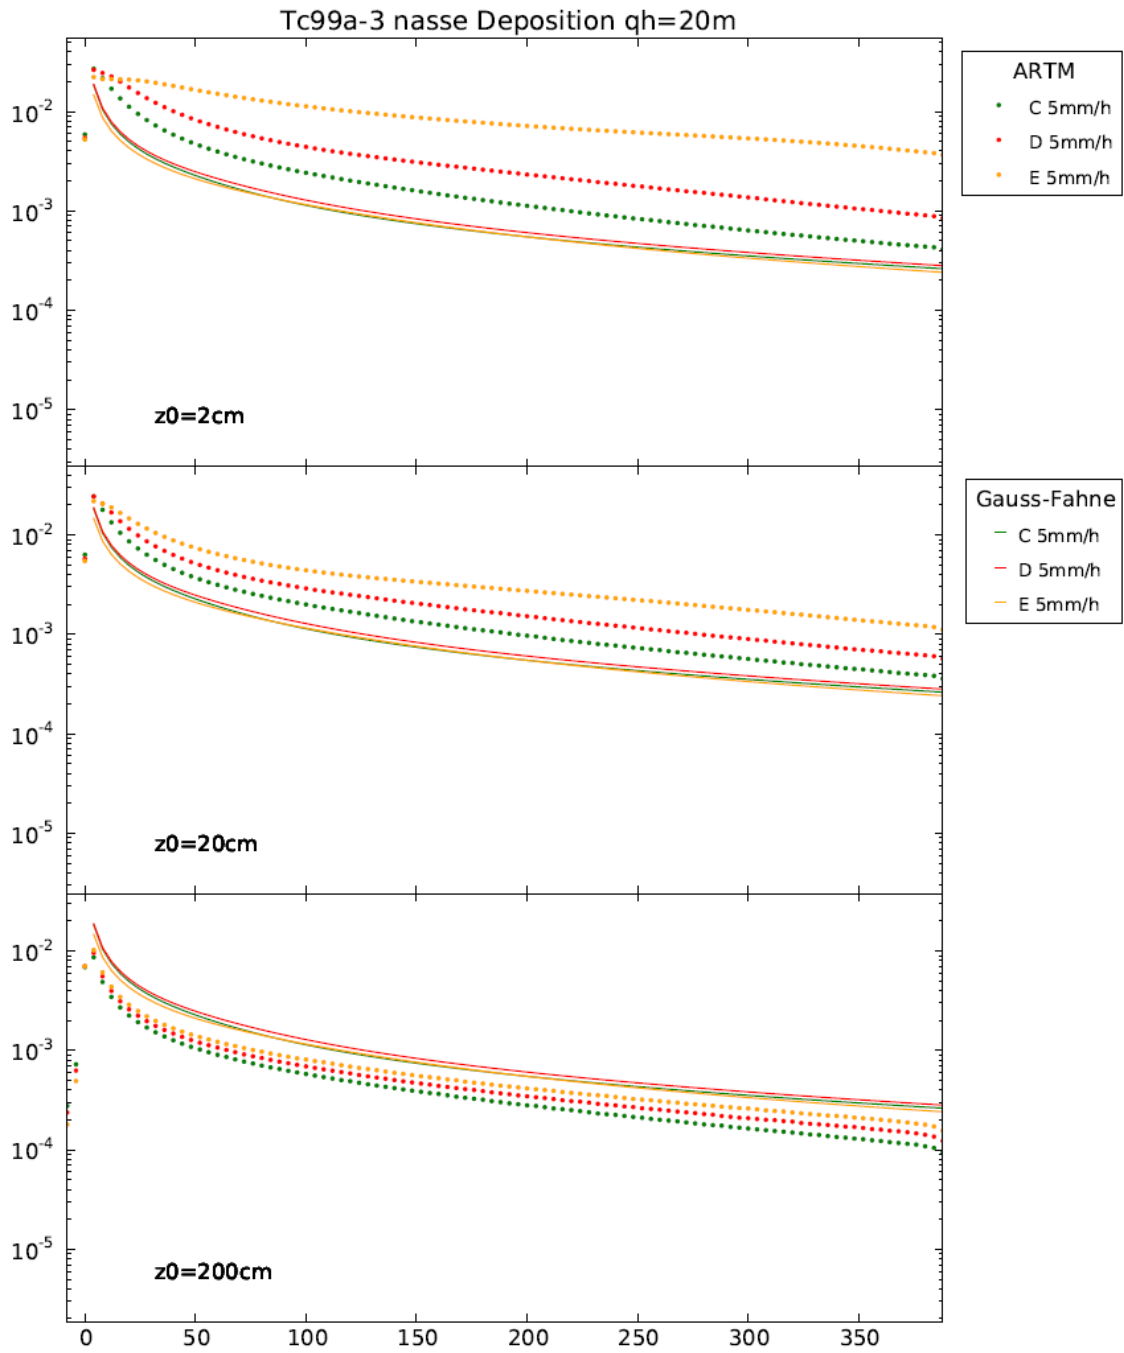 Tc99a-3 nasse Deposition qh=20m
10^-2
10^-3
10^-4
10^-5
z0=2cm
ARTM
C 5mm/h
D 5mm/h
E 5mm/h
10^-2
10^-3
10^-4
10^-5
z0=20cm
Gauss-Fahne
C 5mm/h
D 5mm/h
E 5mm/h
10^-2
10^-3
10^-4
10^-5
z0=200cm
0 50 100 150 200 250 300 350